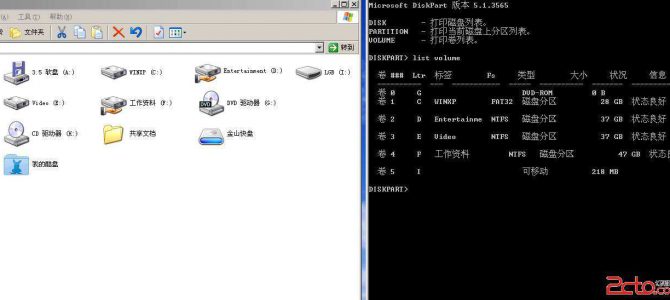 (A) 工具(T) 帮助(H)
文件夹
转到
3.5 软盘 (A:)
WINXP (C:)
Entertainment (D:)
LGB (I:)
Video (E:)
工作资料 (F:)
DVD 驱动器 (G:)
CD 驱动器 (H:)
共享文档
金山快盘
我的酷盘
Microsoft DiskPart 版本 5.1.3565
DISK - 打印磁盘列表。
PARTITION - 打印当前磁盘上分区列表。
VOLUME - 打印卷列表。
DISKPART> list volume
卷 ### Ltr 标签 Fs 类型 大小 状况 信息
卷 0 G DVD-ROM 0 B
卷 1 C WINXP FAT32 磁盘分区 28 GB 状态良好
卷 2 D Entertainme NTFS 磁盘分区 37 GB 状态良好
卷 3 E Video NTFS 磁盘分区 37 GB 状态良好
卷 4 F 工作资料 NTFS 磁盘分区 47 GB 状态良
卷 5 I 可移动 218 MB
DISKPART>
2cto